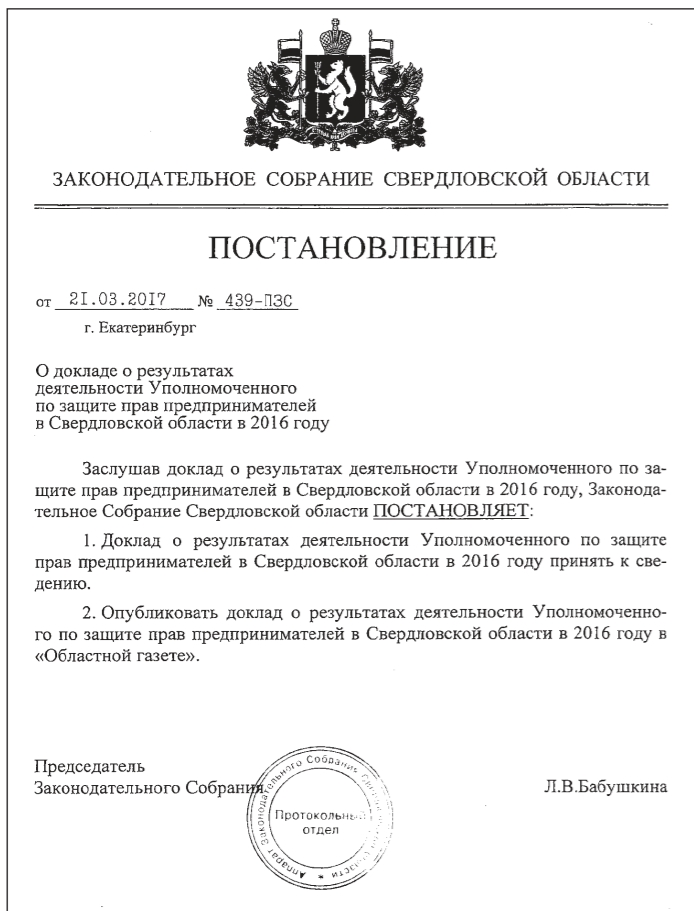 ЗАКОНОДАТЕЛЬНОЕ СОБРАНИЕ СВЕРДЛОВСКОЙ ОБЛАСТИ
ПОСТАНОВЛЕНИЕ
от 21.03.2017 № 439-ПЗС
г. Екатеринбург
О докладе о результатах
деятельности Уполномоченного
по защите прав предпринимателей
в Свердловской области в 2016 году
Заслушав доклад о результатах деятельности Уполномоченного по за-
щите прав предпринимателей в Свердловской области в 2016 году, Законода-
тельное Собрание Свердловской области ПОСТАНОВЛЯЕТ:
1. Доклад о результатах деятельности Уполномоченного по защите
прав предпринимателей в Свердловской области в 2016 году принять к све-
дению.
2. Опубликовать доклад о результатах деятельности Уполномоченно-
го по защите прав предпринимателей в Свердловской области в 2016 году в
«Областной газете».
Председатель
Законодательного Собрания
Л.В.Бабушкина
Аппарат Законодательного Собрания
области
Протокольный
отдел